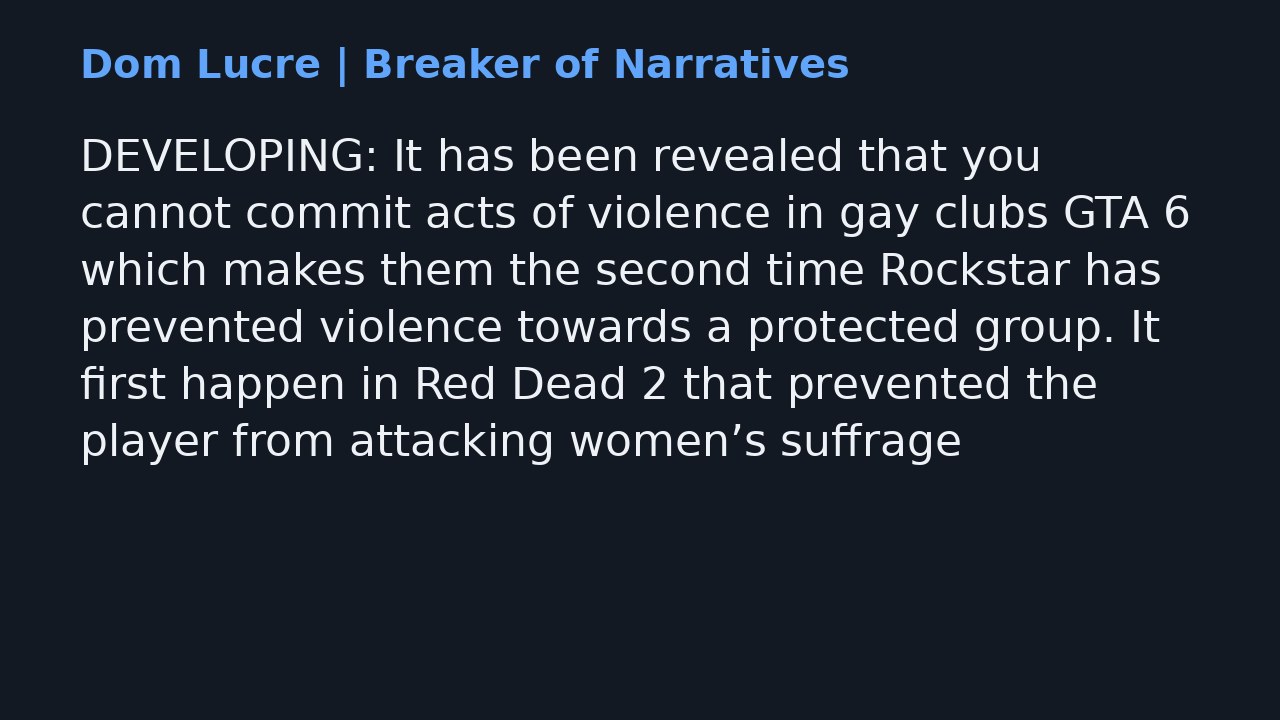 Dom Lucre | Breaker of Narratives
DEVELOPING: It has been revealed that you
cannot commit acts of violence in gay clubs GTA 6
which makes them the second time Rockstar has
prevented violence towards a protected group. It
first happen in Red Dead 2 that prevented the
player from attacking women’s suffrage